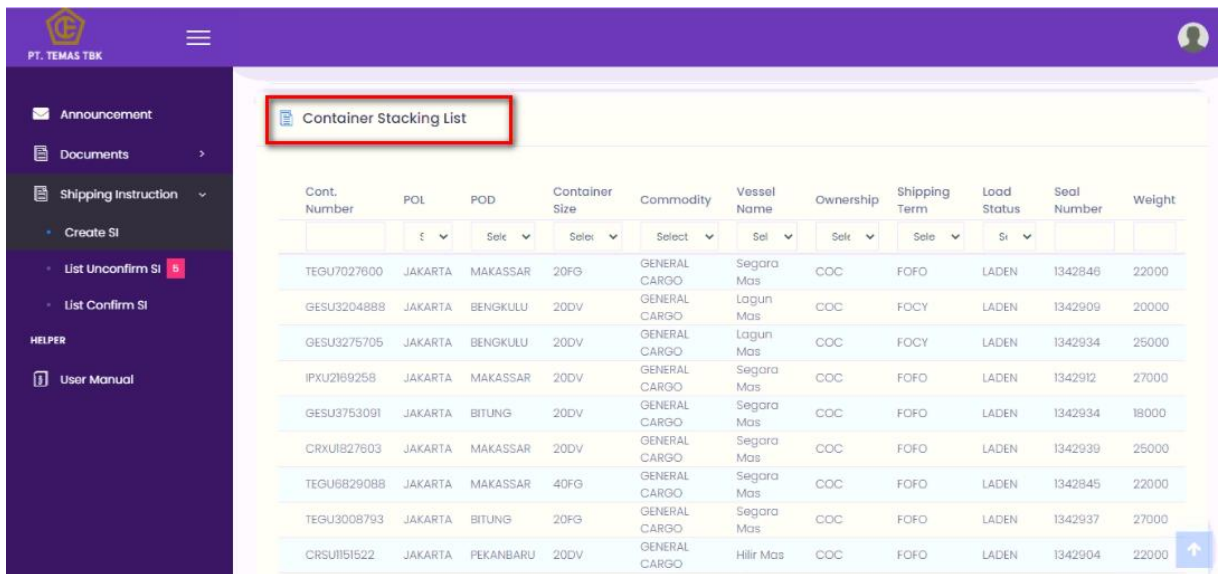 PT. TEMAS TBK
Announcement
Documents
Shipping Instruction
Create SI
List Unconfirm SI 5
List Confirm SI
HELPER
User Manual
Container Stacking List
Cont. Number POL POD Container Size Commodity Vessel Name Ownership Shipping Term Load Status Seal Number Weight
Sele Selec Select Sel Sele Sele
TEGU7027600 JAKARTA MAKASSAR 20FG GENERAL CARGO Segara Mas COC FOFO LADEN 1342846 22000
GESU3204888 JAKARTA BENGKULU 20DV GENERAL CARGO Lagun Mas COC FOCY LADEN 1342909 20000
GESU3275705 JAKARTA BENGKULU 20DV GENERAL CARGO Lagun Mas COC FOCY LADEN 1342934 25000
IPXU2169258 JAKARTA MAKASSAR 20DV GENERAL CARGO Segara Mas COC FOFO LADEN 1342912 27000
GESU3753091 JAKARTA BITUNG 20DV GENERAL CARGO Segara Mas COC FOFO LADEN 1342934 18000
CRXU1827603 JAKARTA MAKASSAR 20DV GENERAL CARGO Segara Mas COC FOFO LADEN 1342939 25000
TEGU6829088 JAKARTA MAKASSAR 40FG GENERAL CARGO Segara Mas COC FOFO LADEN 1342845 22000
TEGU3008793 JAKARTA BITUNG 20FG GENERAL CARGO Segara Mas COC FOFO LADEN 1342937 27000
CRSU1151522 JAKARTA PEKANBARU 20DV GENERAL CARGO Hilir Mas COC FOFO LADEN 1342904 22000